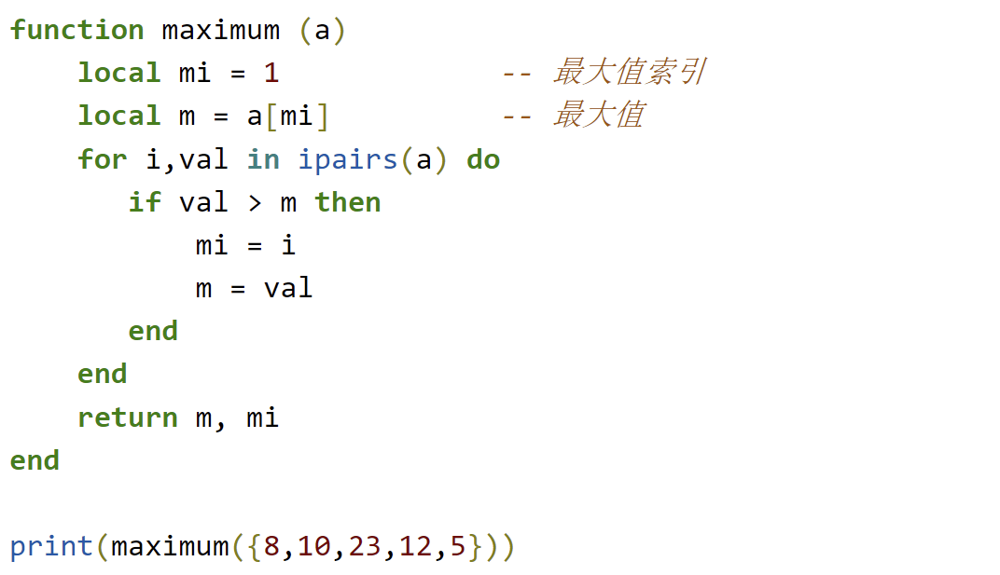 function maximum (a)
    local mi = 1             -- 最大值索引
    local m = a[mi]          -- 最大值
    for i,val in ipairs(a) do
       if val > m then
           mi = i
           m = val
       end
    end
    return m, mi
end

print(maximum({8,10,23,12,5}))